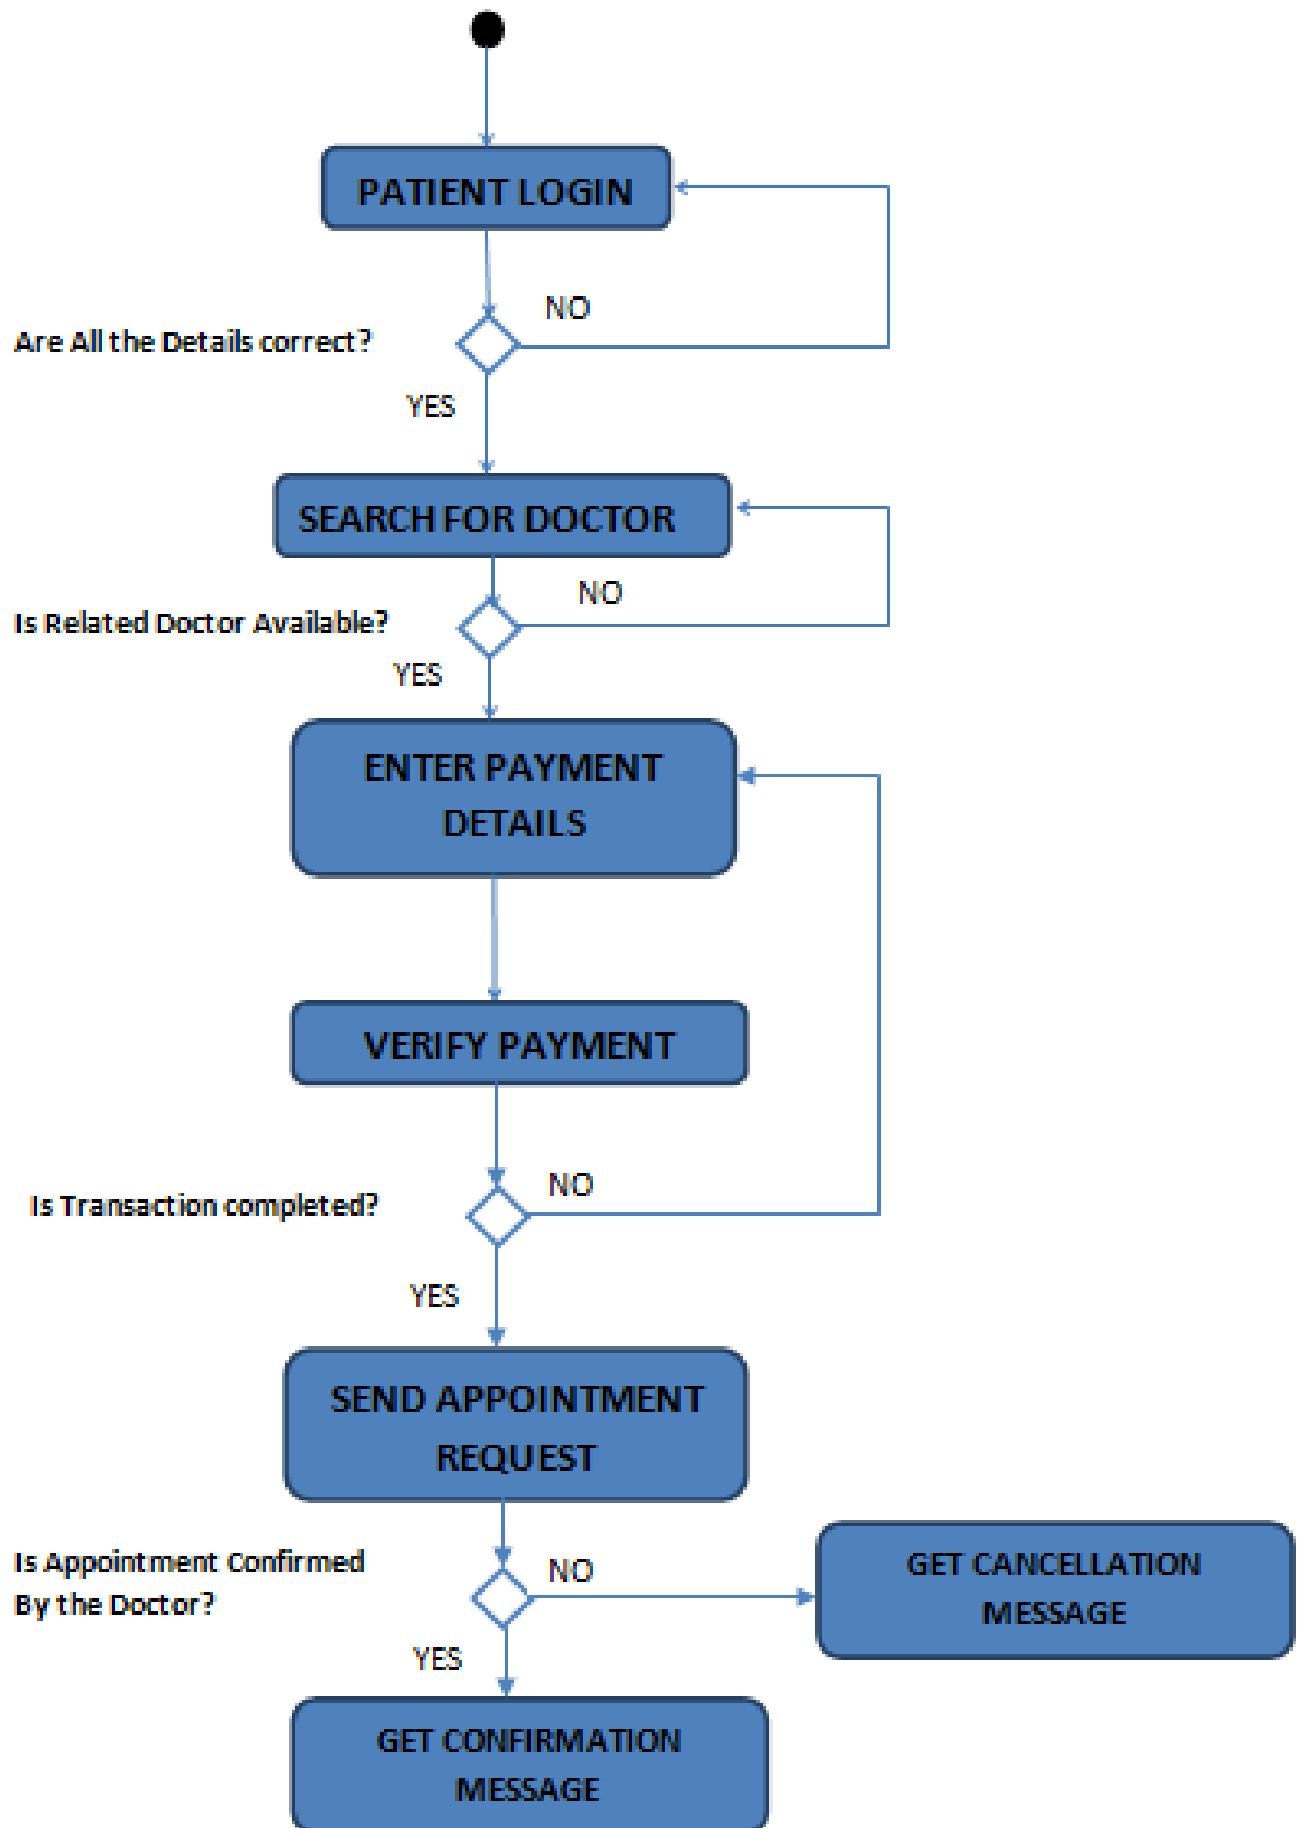 PATIENT LOGIN
NO
Are All the Details correct?
YES
SEARCH FOR DOCTOR
NO
Is Related Doctor Available?
YES
ENTER PAYMENT
DETAILS
VERIFY PAYMENT
NO
Is Transaction completed?
YES
SEND APPOINTMENT
REQUEST
Is Appointment Confirmed
By the Doctor?
NO
GET CANCELLATION
MESSAGE
YES
GET CONFIRMATION
MESSAGE